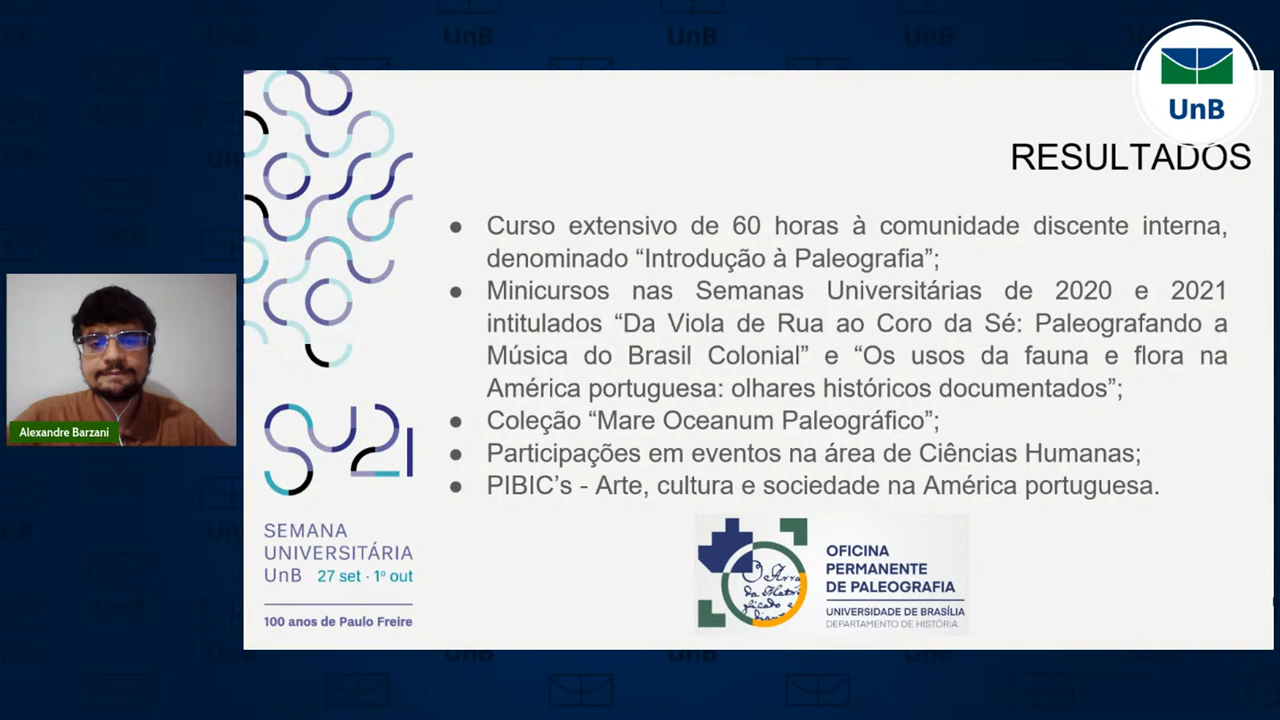 UnB
RESULTADOS
● Curso extensivo de 60 horas à comunidade discente interna,
denominado “Introdução à Paleografia”;
● Minicursos nas Semanas Universitárias de 2020 e 2021
intitulados “Da Viola de Rua ao Coro da Sé: Paleografando a
Música do Brasil Colonial” e “Os usos da fauna e flora na
América portuguesa: olhares históricos documentados”;
● Coleção “Mare Oceanum Paleográfico”;
● Participações em eventos na área de Ciências Humanas;
● PIBIC’s - Arte, cultura e sociedade na América portuguesa.
Alexandre Barzani
SU21
SEMANA
UNIVERSITÁRIA
UnB 27 set · 1º out
100 anos de Paulo Freire
OFICINA
PERMANENTE
DE PALEOGRAFIA
UNIVERSIDADE DE BRASÍLIA
DEPARTAMENTO DE HISTÓRIA